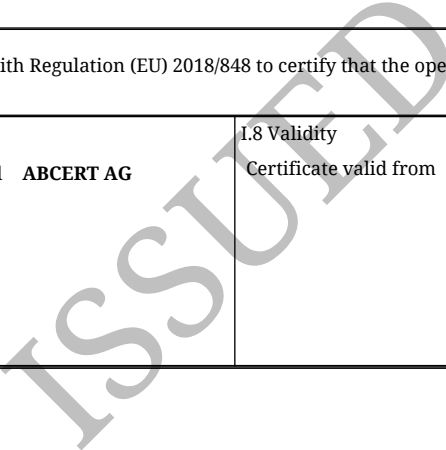 ith Regulation (EU) 2018/848 to certify that the ope
I.8 Validity
ABCERT AG
Certificate valid from
ISSUED